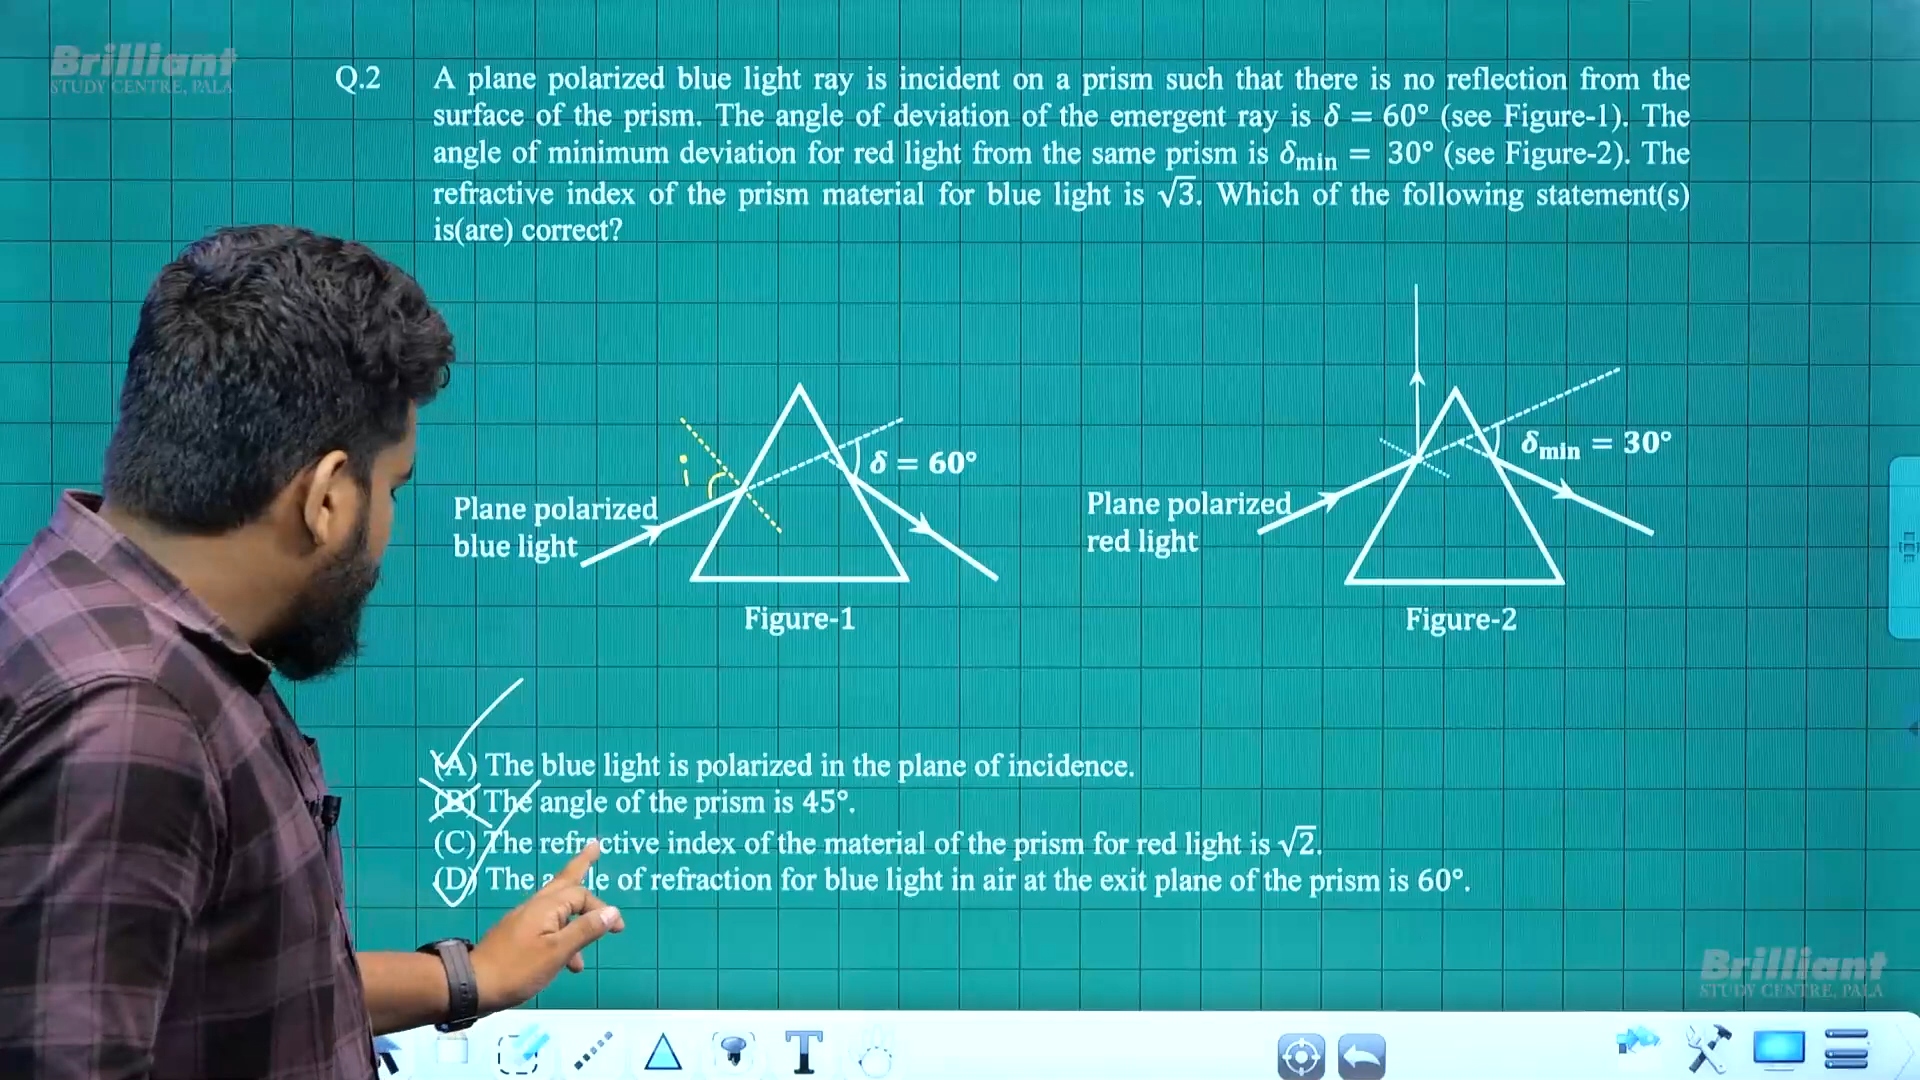 Brilliant
STUDY CENTRE, PALA
Q.2 A plane polarized blue light ray is incident on a prism such that there is no reflection from the
surface of the prism. The angle of deviation of the emergent ray is δ = 60° (see Figure-1). The
angle of minimum deviation for red light from the same prism is δmin = 30° (see Figure-2). The
refractive index of the prism material for blue light is √3. Which of the following statement(s)
is(are) correct?
i
δ = 60°
Plane polarized
blue light
Figure-1
δmin = 30°
Plane polarized
red light
Figure-2
(A) The blue light is polarized in the plane of incidence.
(B) The angle of the prism is 45°.
(C) The refractive index of the material of the prism for red light is √2.
(D) The angle of refraction for blue light in air at the exit plane of the prism is 60°.
Brilliant
STUDY CENTRE, PALA
T